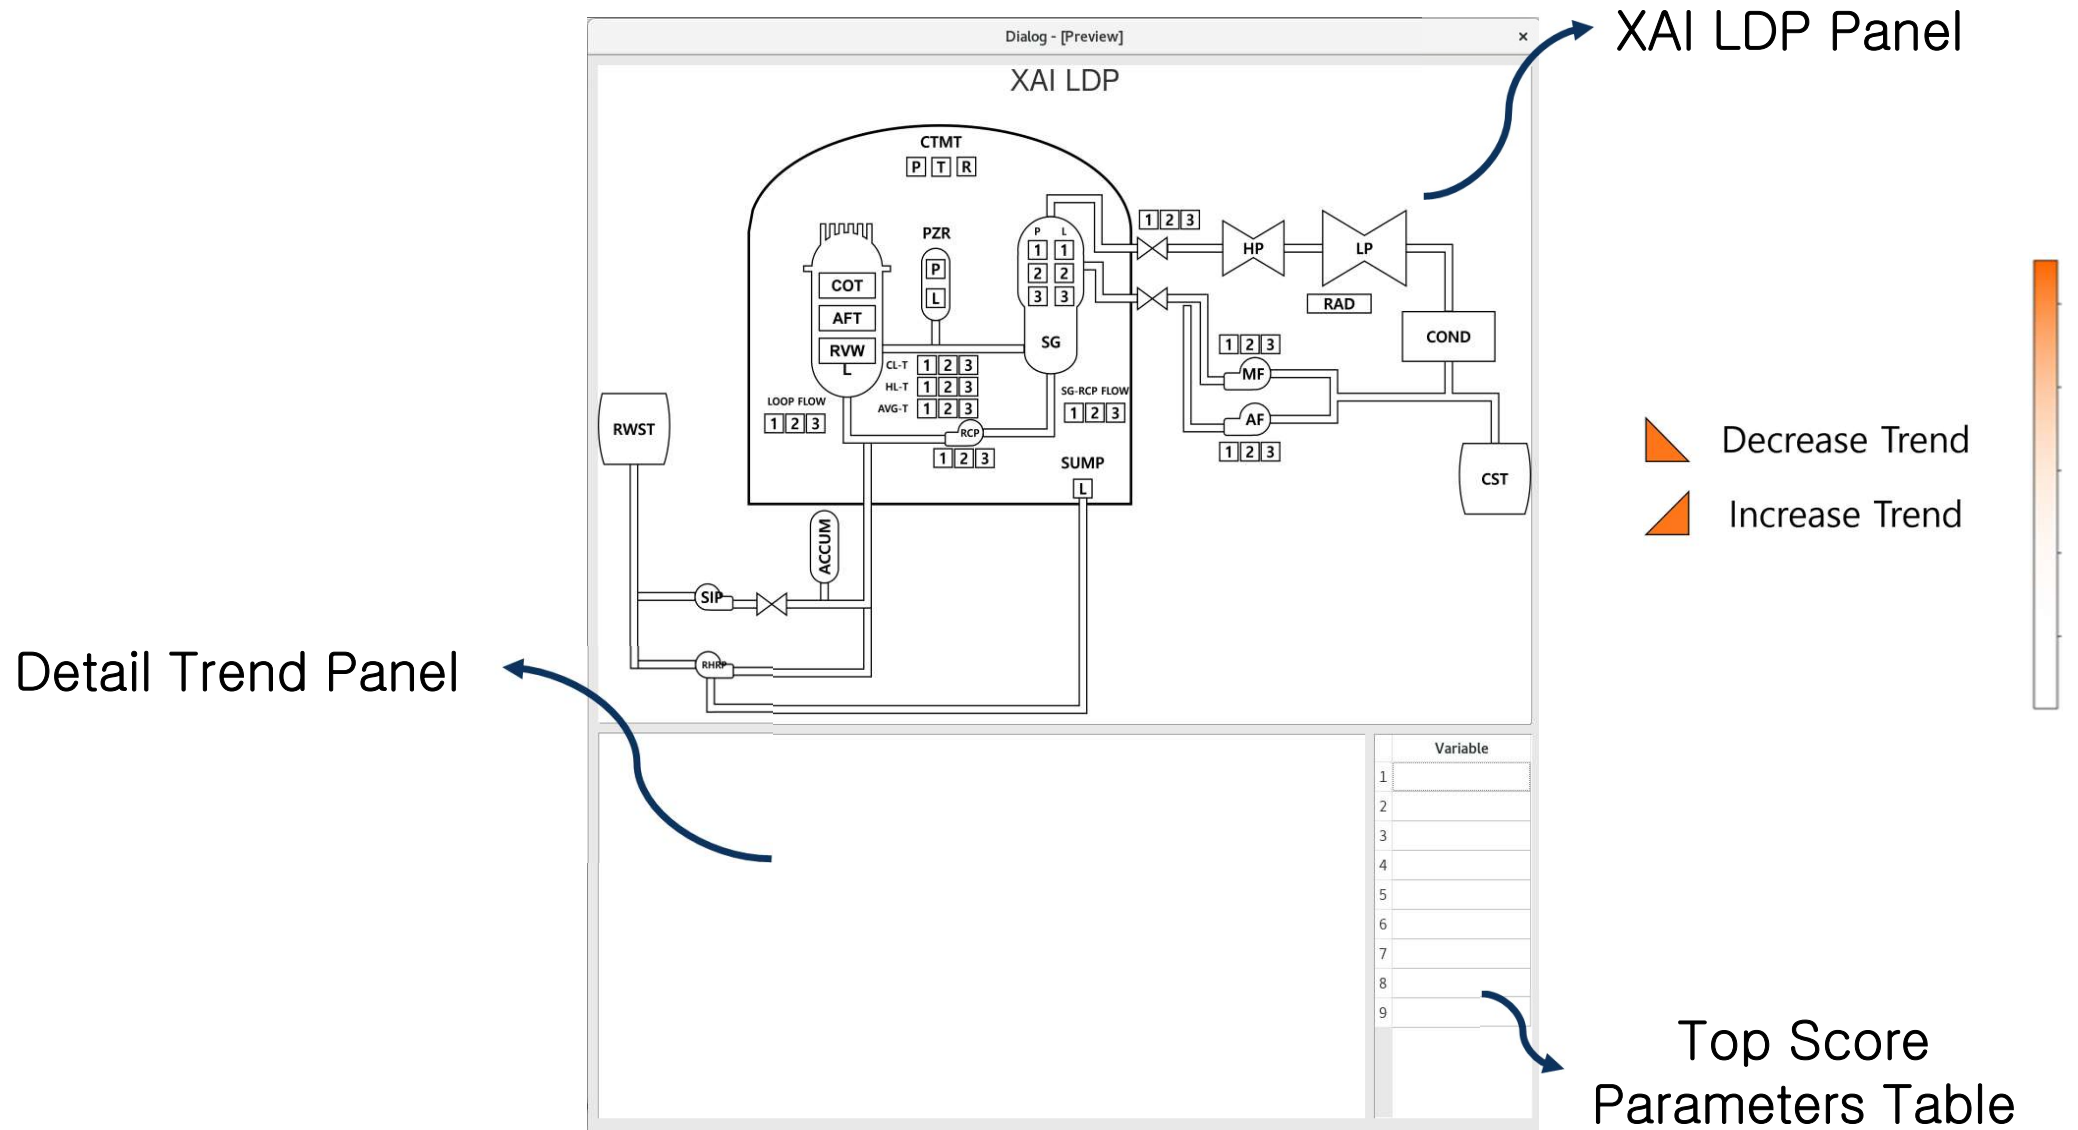 XAI LDP Panel
Dialog - [Preview]
×
XAI LDP
CTMT
P T R
1 2 3
PZR
P
L
P L
1 1
2 2
3 3
SG
HP
LP
RAD
COND
COT
AFT
RVW
L
CL-T 1 2 3
HL-T 1 2 3
AVG-T 1 2 3
LOOP FLOW
1 2 3
SG-RCP FLOW
1 2 3
RCP
1 2 3
1 2 3
MF
AF
1 2 3
RWST
SUMP
L
CST
ACCUM
SIP
RHRP
Decrease Trend
Increase Trend
Detail Trend Panel
Variable
1
2
3
4
5
6
7
8
9
Top Score
Parameters Table